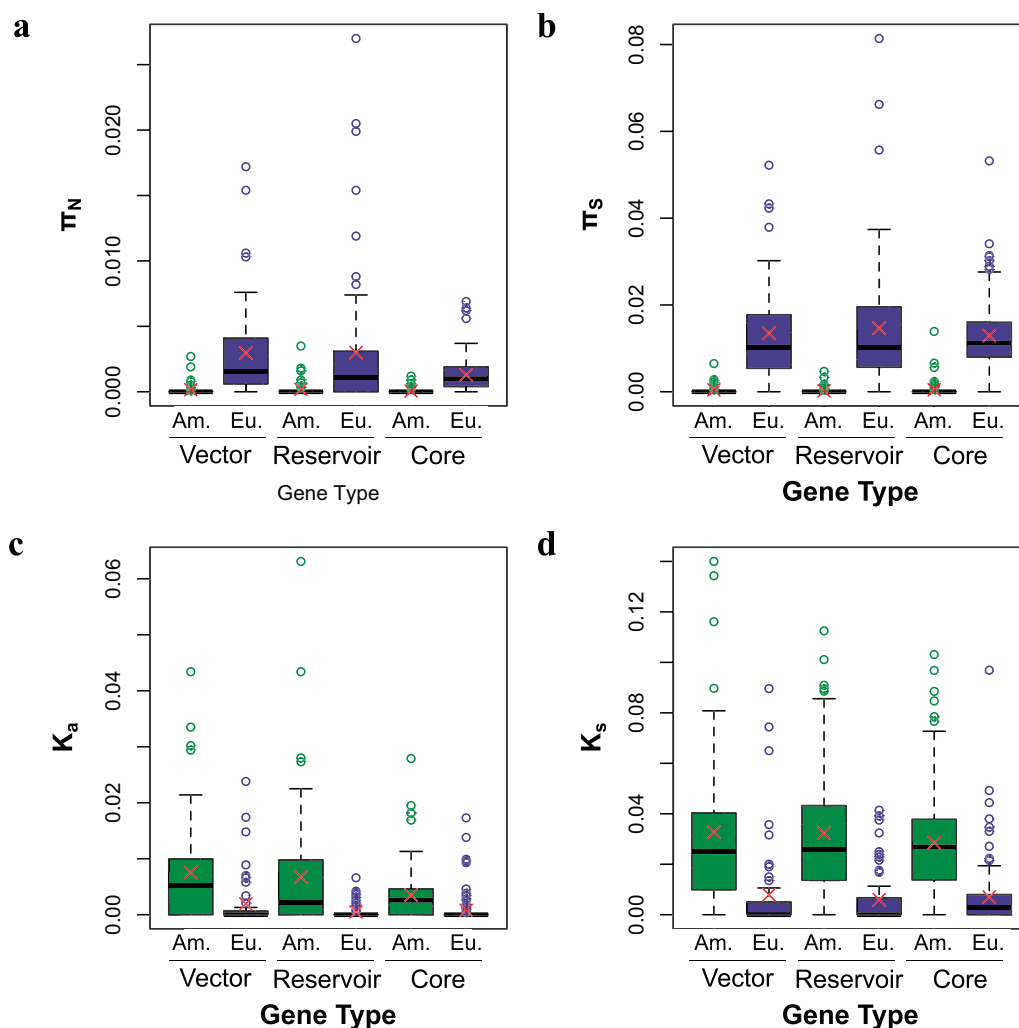 a
π_N
0.000 0.010 0.020
Am. Eu. Am. Eu. Am. Eu.
Vector Reservoir Core
Gene Type
b
π_S
0.00 0.02 0.04 0.06 0.08
Am. Eu. Am. Eu. Am. Eu.
Vector Reservoir Core
Gene Type
c
K_a
0.00 0.02 0.04 0.06
Am. Eu. Am. Eu. Am. Eu.
Vector Reservoir Core
Gene Type
d
K_s
0.00 0.04 0.08 0.12
Am. Eu. Am. Eu. Am. Eu.
Vector Reservoir Core
Gene Type